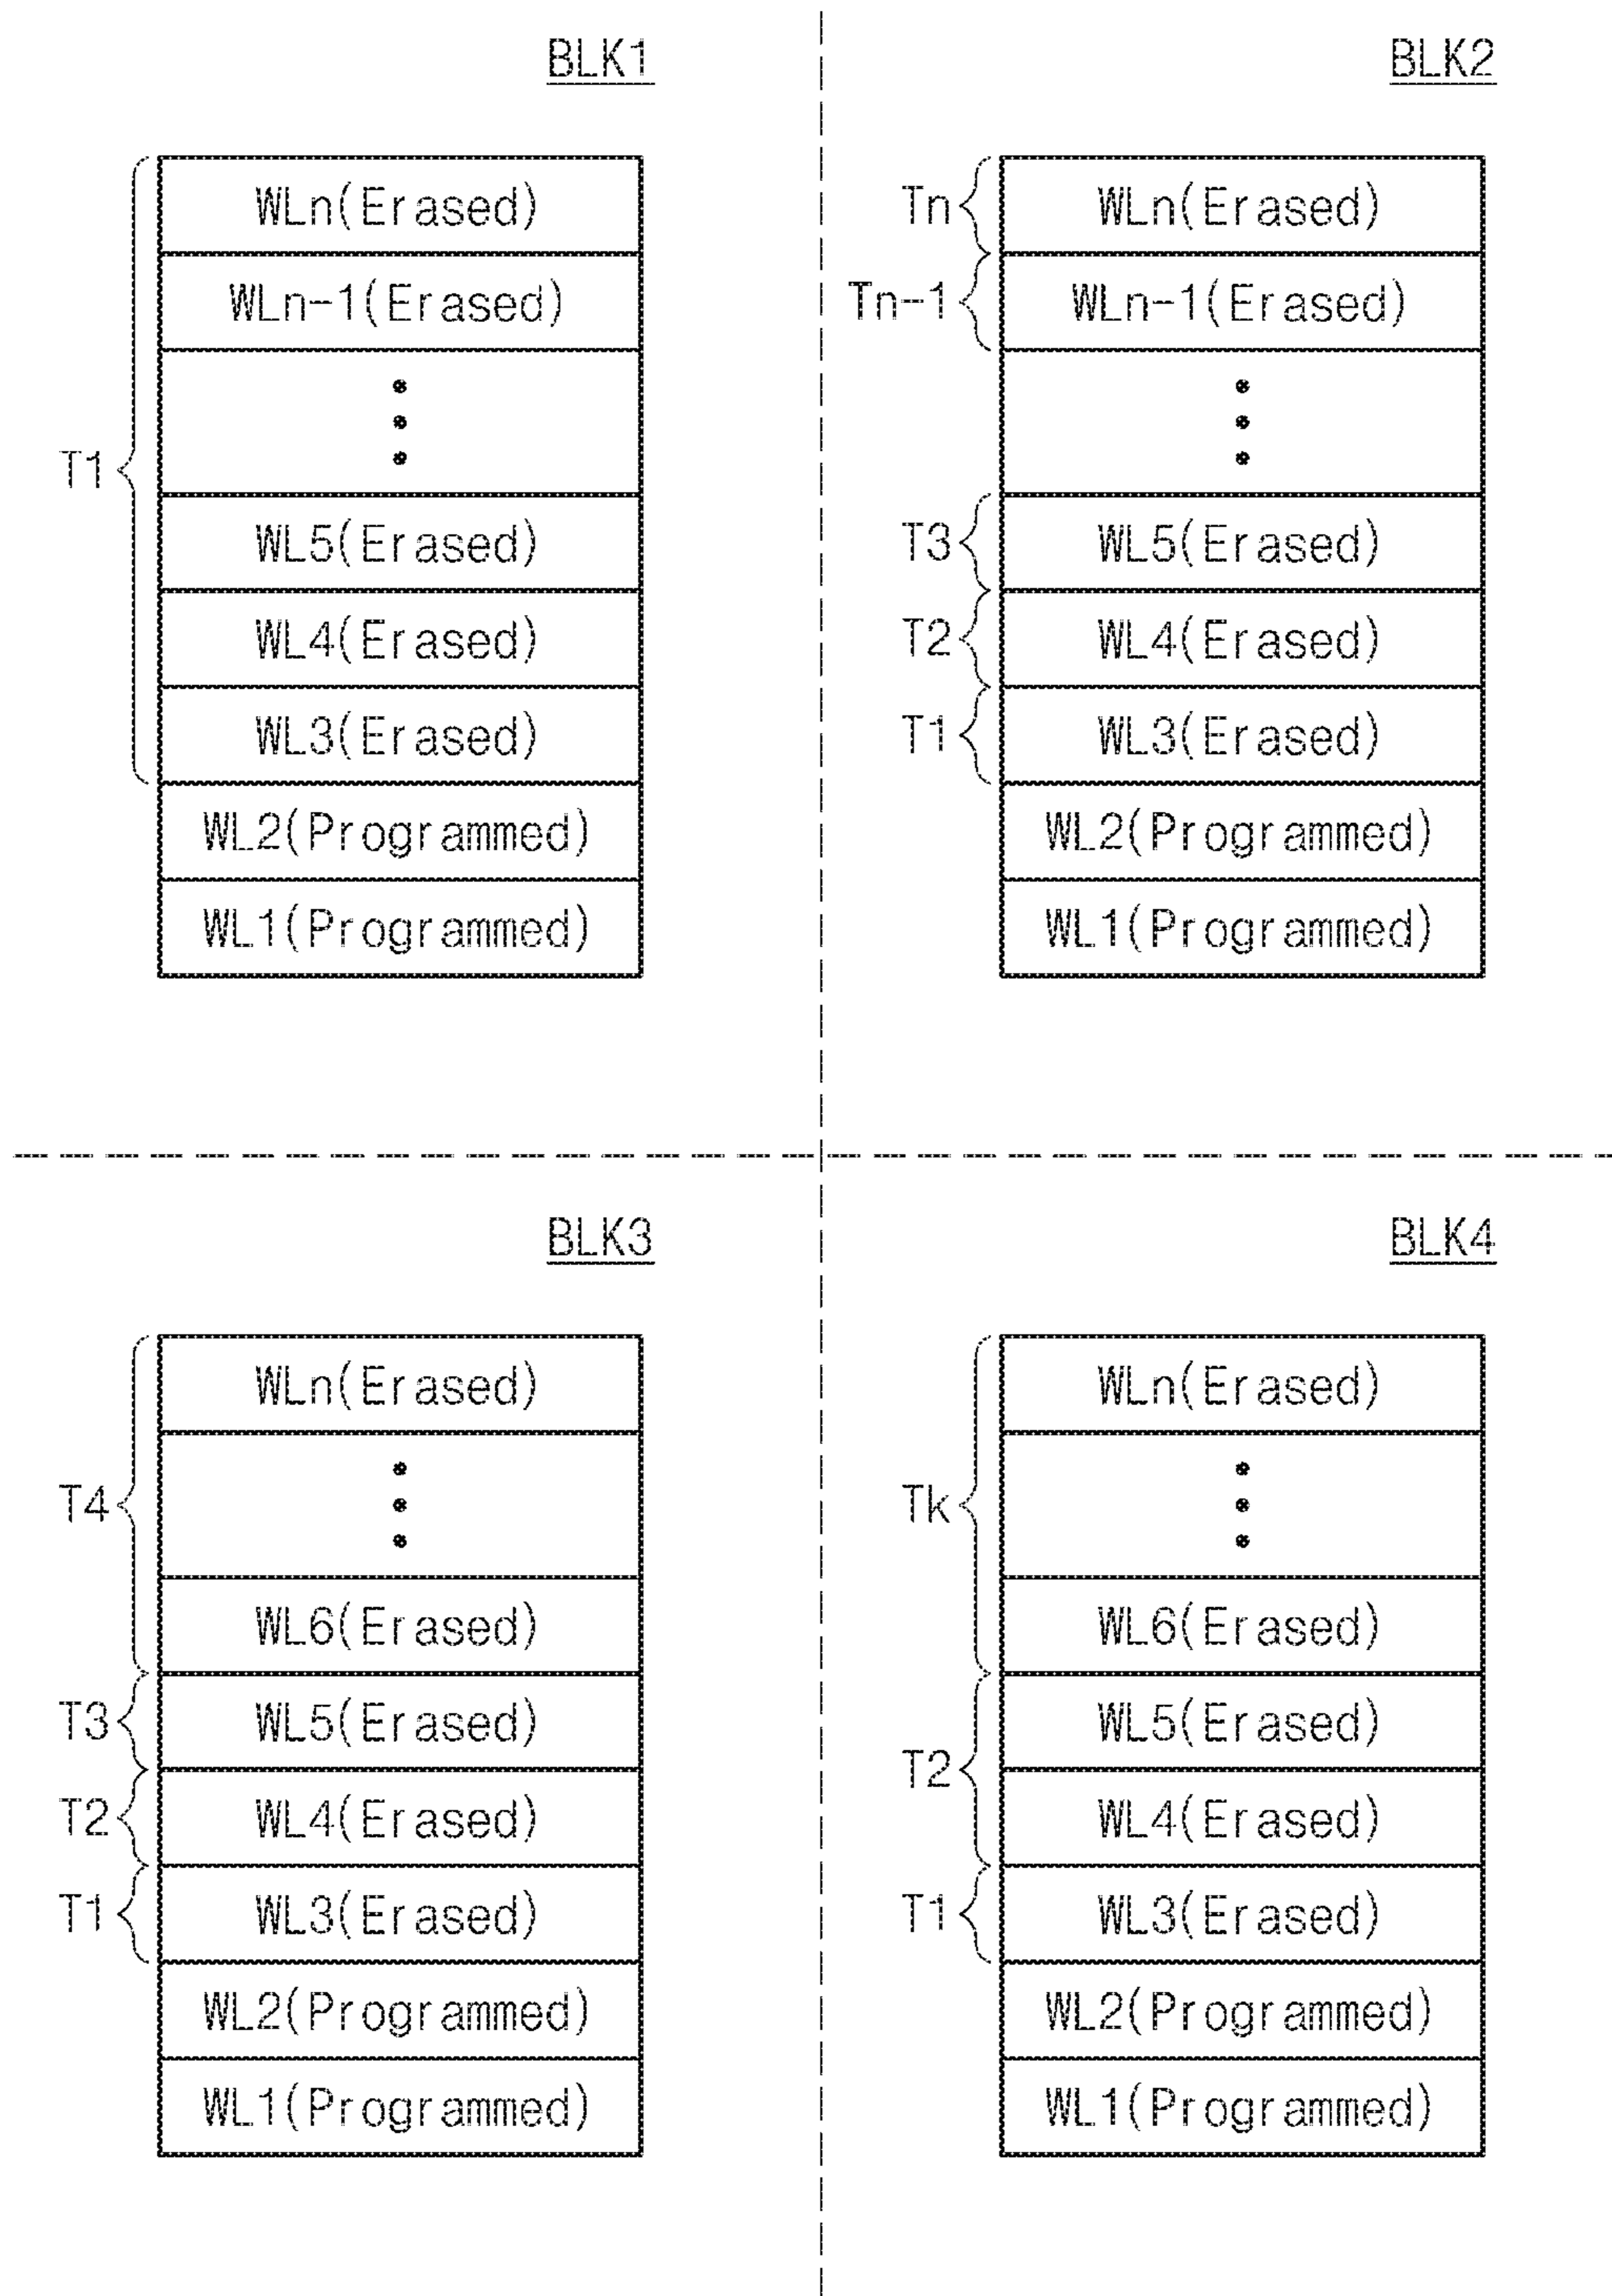 BLK1
WLn(Erased)
WLn-1(Erased)
T1
WL5(Erased)
WL4(Erased)
WL3(Erased)
WL2(Programmed)
WL1(Programmed)
BLK2
Tn WLn(Erased)
Tn-1 WLn-1(Erased)
T3 WL5(Erased)
T2 WL4(Erased)
T1 WL3(Erased)
WL2(Programmed)
WL1(Programmed)
BLK3
WLn(Erased)
T4
WL6(Erased)
T3 WL5(Erased)
T2 WL4(Erased)
T1 WL3(Erased)
WL2(Programmed)
WL1(Programmed)
BLK4
WLn(Erased)
Tk
WL6(Erased)
WL5(Erased)
T2
WL4(Erased)
T1 WL3(Erased)
WL2(Programmed)
WL1(Programmed)